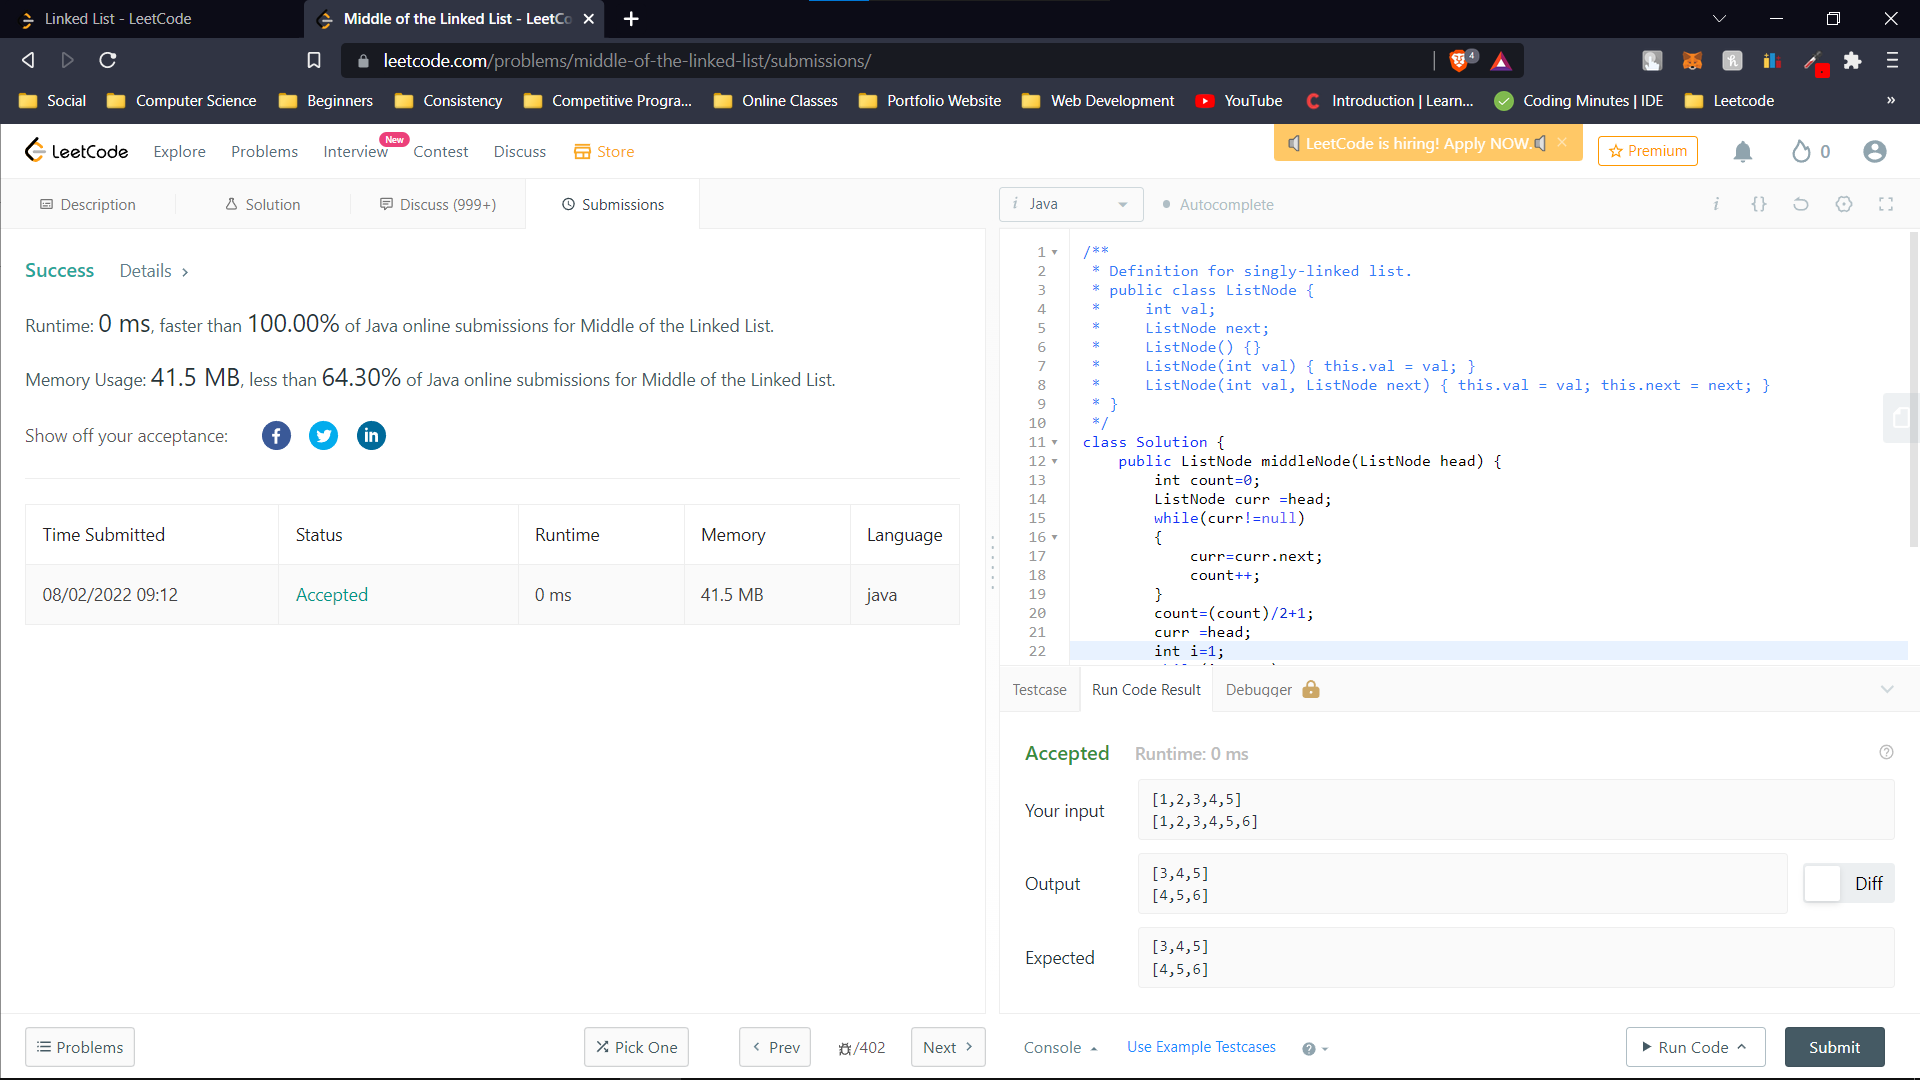 Linked List - LeetCode
Middle of the Linked List - LeetCo
leetcode.com/problems/middle-of-the-linked-list/submissions/
4
Social
Computer Science
Beginners
Consistency
Competitive Progra...
Online Classes
Portfolio Website
Web Development
YouTube
Introduction | Learn...
Coding Minutes | IDE
Leetcode
»
LeetCode
Explore
Problems
Interview
New
Contest
Discuss
Store
LeetCode is hiring! Apply NOW.
Premium
0
Description
Solution
Discuss (999+)
Submissions
i Java
Autocomplete
Success
Details >
Runtime: 0 ms, faster than 100.00% of Java online submissions for Middle of the Linked List.
Memory Usage: 41.5 MB, less than 64.30% of Java online submissions for Middle of the Linked List.
Show off your acceptance:
Time Submitted Status Runtime Memory Language
08/02/2022 09:12 Accepted 0 ms 41.5 MB java
1 /**
2 * Definition for singly-linked list.
3 * public class ListNode {
4 *     int val;
5 *     ListNode next;
6 *     ListNode() {}
7 *     ListNode(int val) { this.val = val; }
8 *     ListNode(int val, ListNode next) { this.val = val; this.next = next; }
9 * }
10 */
11 class Solution {
12     public ListNode middleNode(ListNode head) {
13         int count=0;
14         ListNode curr =head;
15         while(curr!=null)
16         {
17             curr=curr.next;
18             count++;
19         }
20         count=(count)/2+1;
21         curr =head;
22         int i=1;
Testcase
Run Code Result
Debugger
Accepted
Runtime: 0 ms
Your input
[1,2,3,4,5]
[1,2,3,4,5,6]
Output
[3,4,5]
[4,5,6]
Diff
Expected
[3,4,5]
[4,5,6]
Problems
Pick One
< Prev
/402
Next >
Console
Use Example Testcases
Run Code
Submit